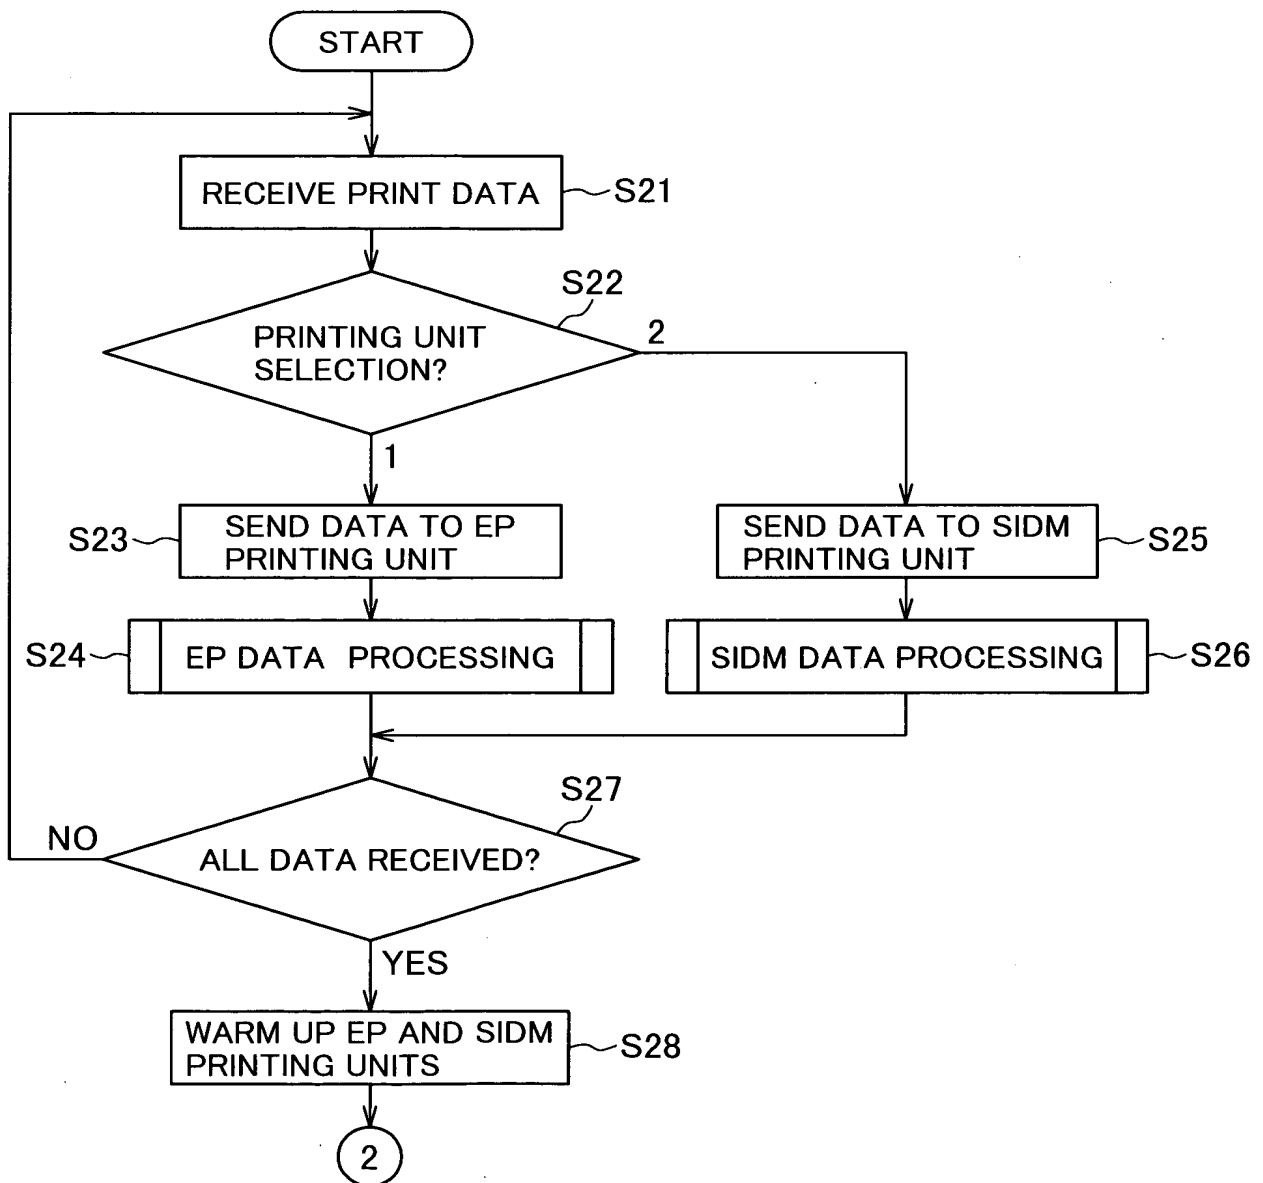 START
RECEIVE PRINT DATA
S21
S22
PRINTING UNIT
SELECTION?
2
1
S23
SEND DATA TO EP
PRINTING UNIT
SEND DATA TO SIDM
PRINTING UNIT
S25
S24
EP DATA PROCESSING
SIDM DATA PROCESSING
S26
S27
NO
ALL DATA RECEIVED?
YES
WARM UP EP AND SIDM
PRINTING UNITS
S28
2